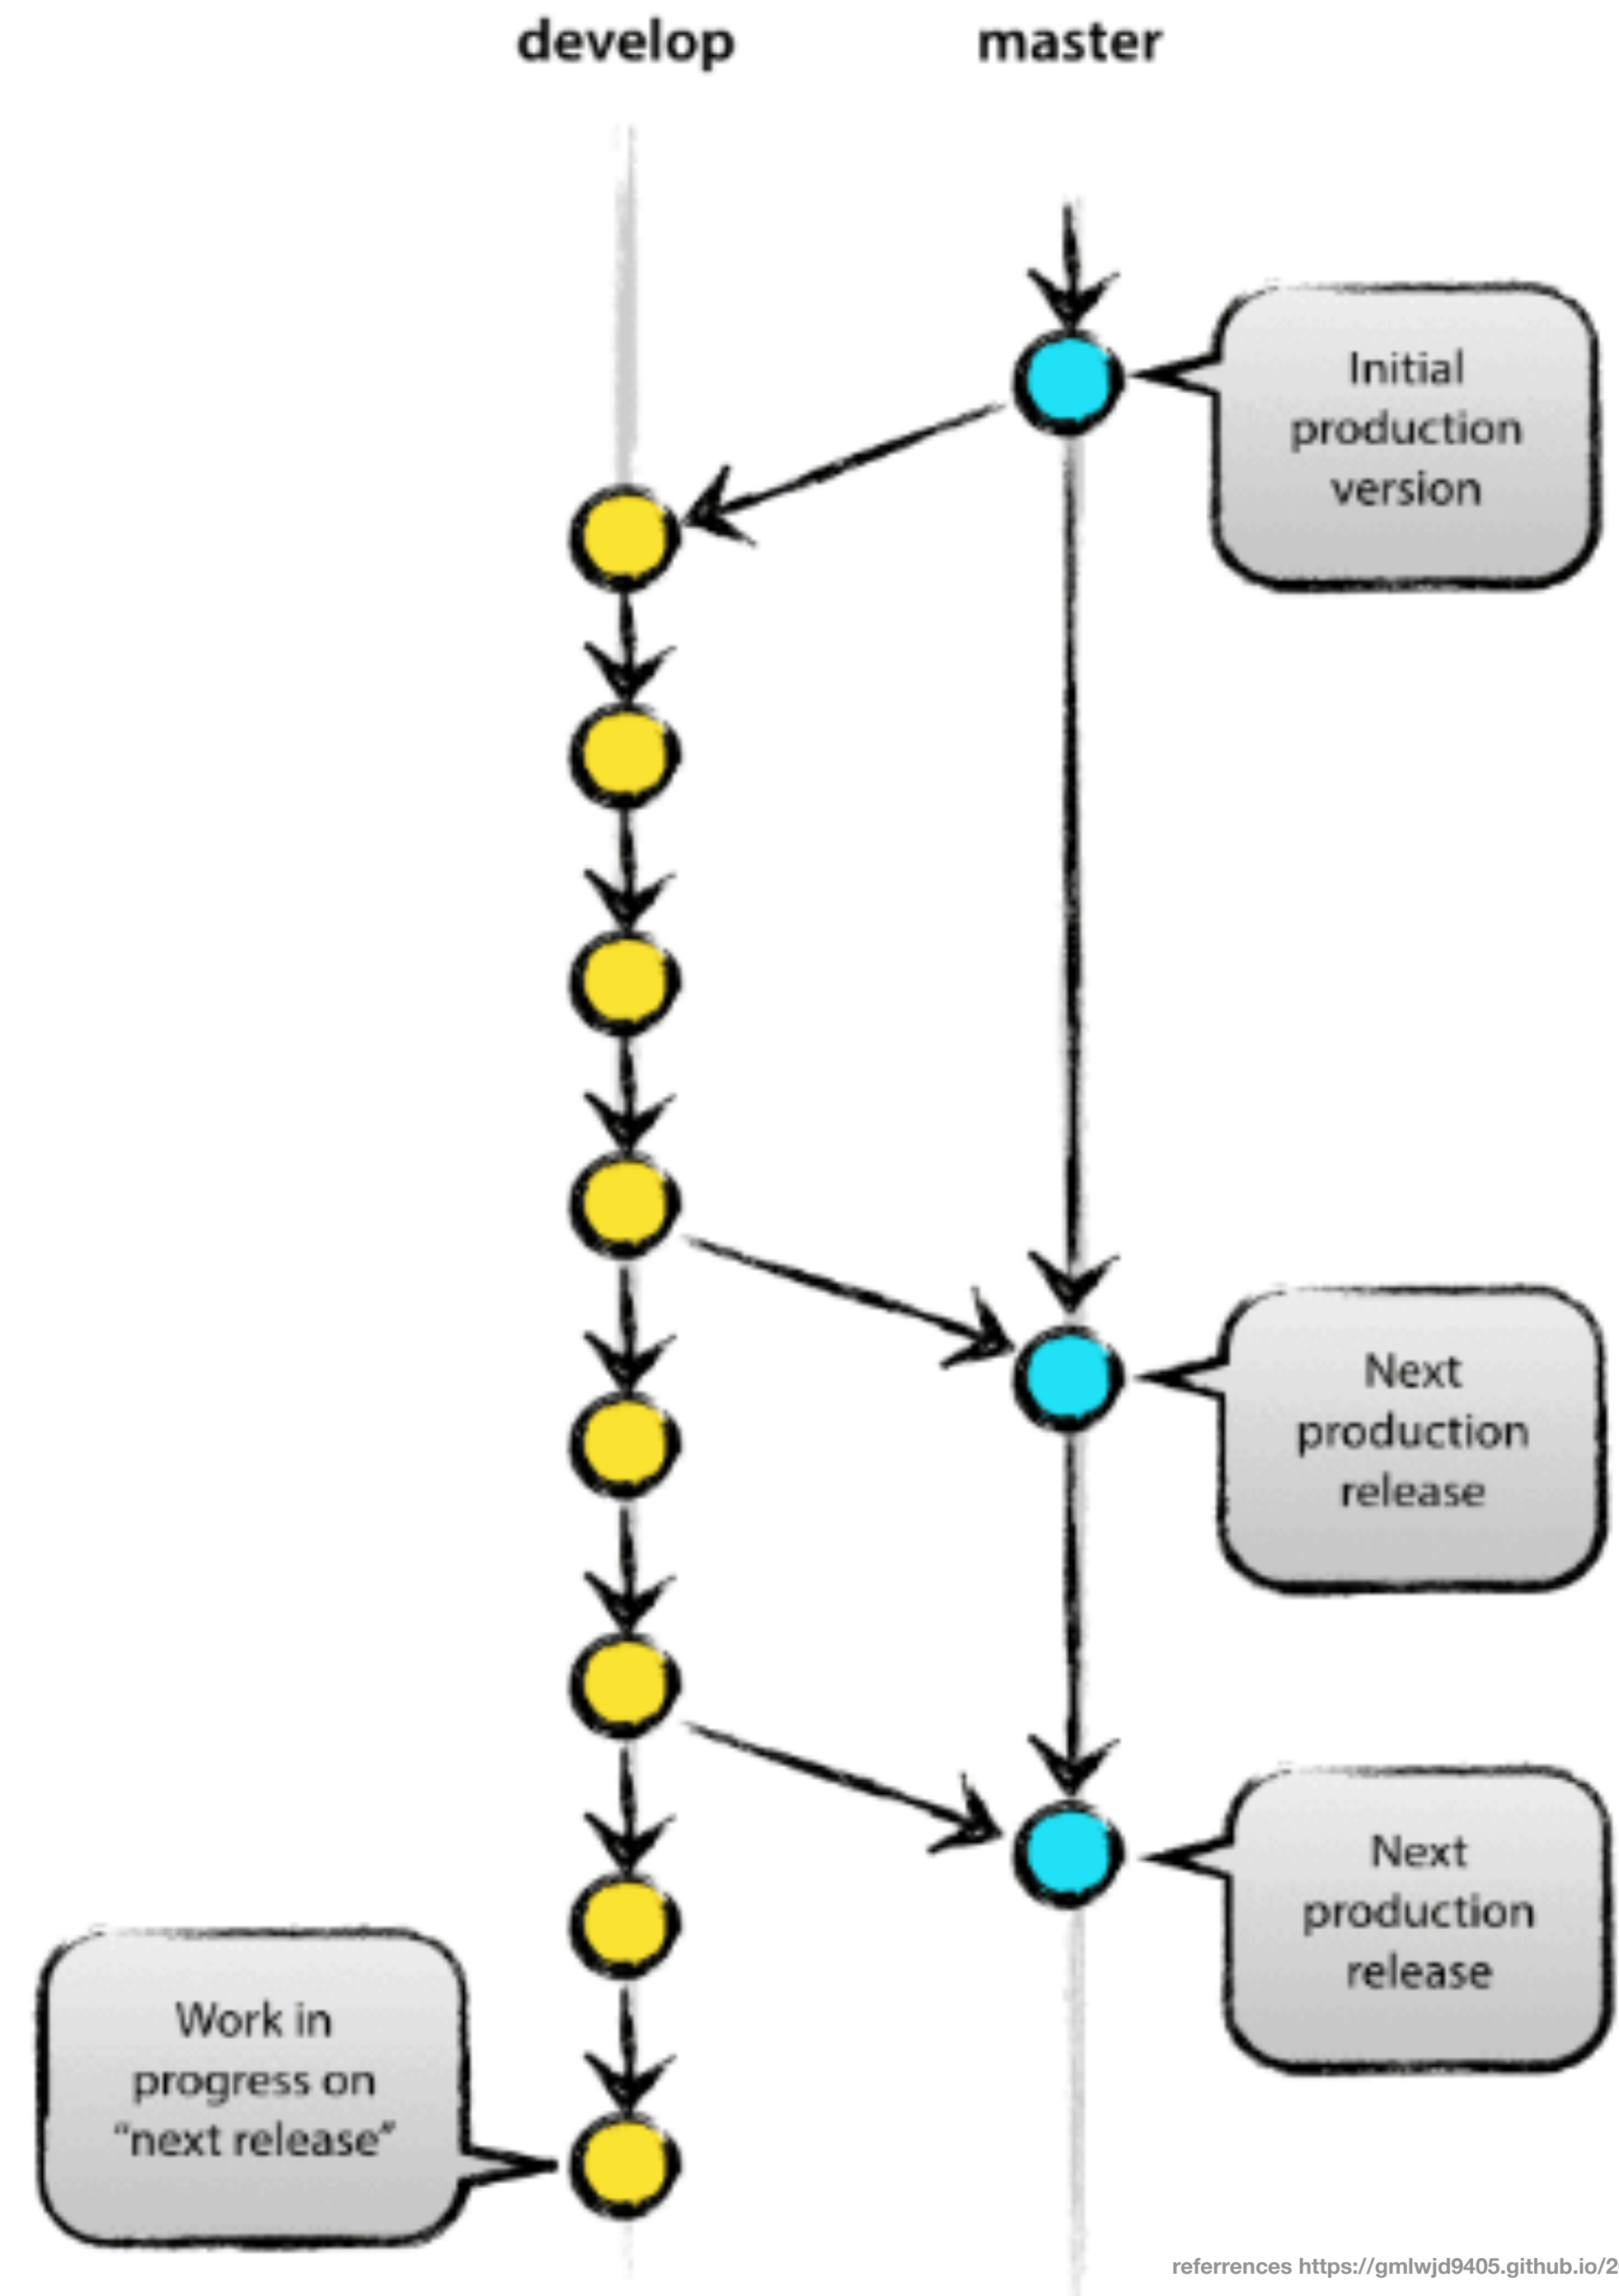 develop
master
Initial
production
version
Next
production
release
Next
production
release
Work in
progress on
“next release”
referrences https://gmlwjd9405.github.io/2